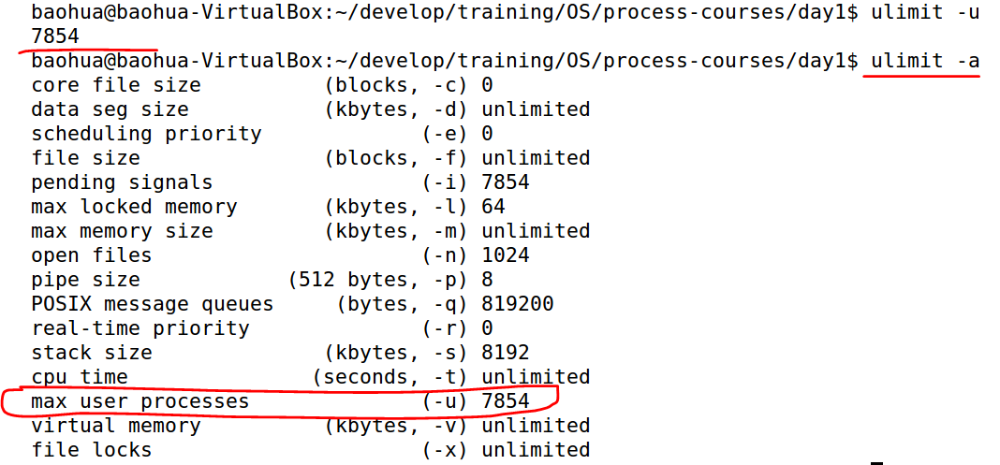 baohua@baohua-VirtualBox:~/develop/training/OS/process-courses/day1$ ulimit -u
7854
baohua@baohua-VirtualBox:~/develop/training/OS/process-courses/day1$ ulimit -a
core file size          (blocks, -c) 0
data seg size           (kbytes, -d) unlimited
scheduling priority             (-e) 0
file size               (blocks, -f) unlimited
pending signals                 (-i) 7854
max locked memory       (kbytes, -l) 64
max memory size         (kbytes, -m) unlimited
open files                      (-n) 1024
pipe size            (512 bytes, -p) 8
POSIX message queues     (bytes, -q) 819200
real-time priority              (-r) 0
stack size              (kbytes, -s) 8192
cpu time               (seconds, -t) unlimited
max user processes              (-u) 7854
virtual memory          (kbytes, -v) unlimited
file locks                      (-x) unlimited